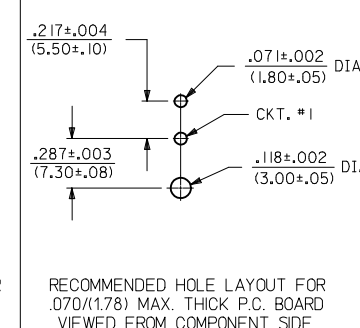 .217±.004
(5.50±.10)
.071±.002 DIA
(1.80±.05)
CKT. #1
.287±.003
(7.30±.08)
.118±.002
(3.00±.05)
RECOMMENDED HOLE LAYOUT FOR
.070/(1.78) MAX. THICK P.C. BOARD
VIEWED FROM COMPONENT SIDE